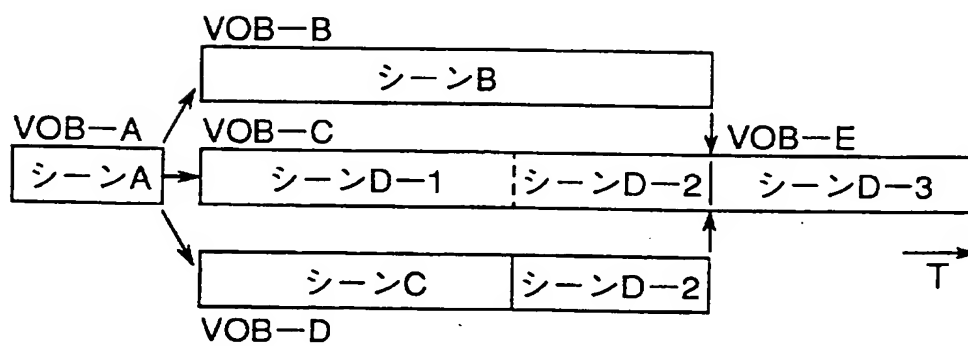 VOB—B
シーンB
VOB—A
VOB—C
VOB—E
シーンA
シーンD—1
シーンD—2
シーンD—3
シーンC
シーンD—2
T
VOB—D